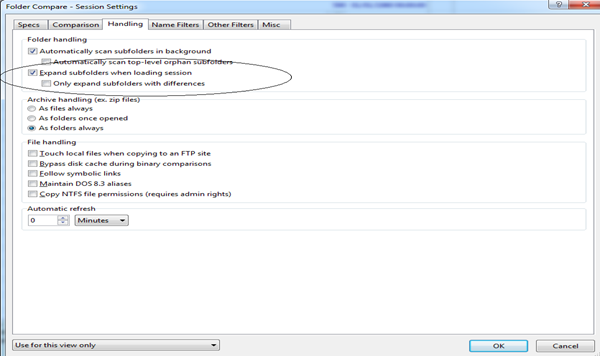 Folder Compare - Session Settings
Specs Comparison Handling Name Filters Other Filters Misc
Folder handling
Automatically scan subfolders in background
Automatically scan top-level orphan subfolders
Expand subfolders when loading session
Only expand subfolders with differences
Archive handling (ex. zip files)
As files always
As folders once opened
As folders always
File handling
Touch local files when copying to an FTP site
Bypass disk cache during binary comparisons
Follow symbolic links
Maintain DOS 8.3 aliases
Copy NTFS file permissions (requires admin rights)
Automatic refresh
0 Minutes
Use for this view only OK Cancel